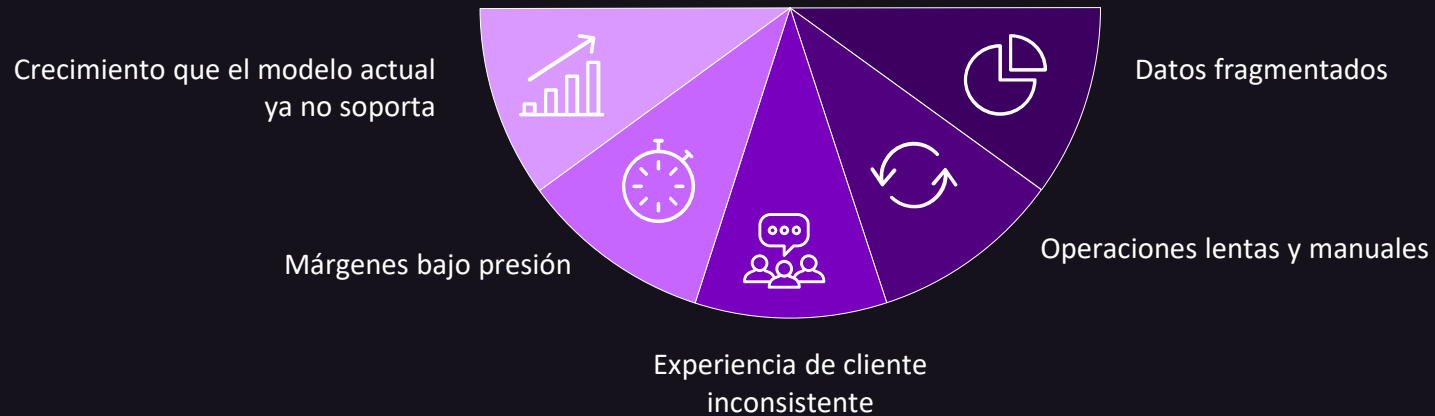 Crecimiento que el modelo actual
ya no soporta
Márgenes bajo presión
Experiencia de cliente
inconsistente
Operaciones lentas y manuales
Datos fragmentados